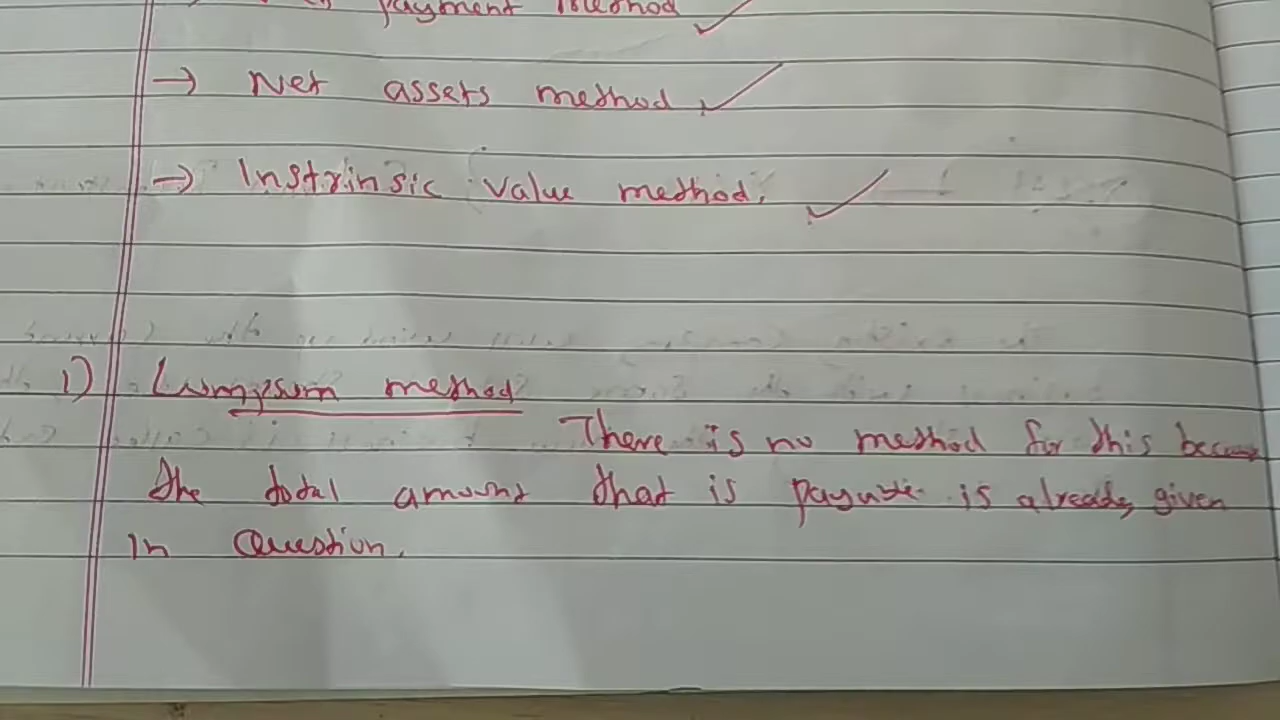 payment method ✓
→ Net assets method ✓
→ Instrinsic value method. ✓
1) Lumpsum method
There is no method for this because
the total amount that is payable is already given
in Question.